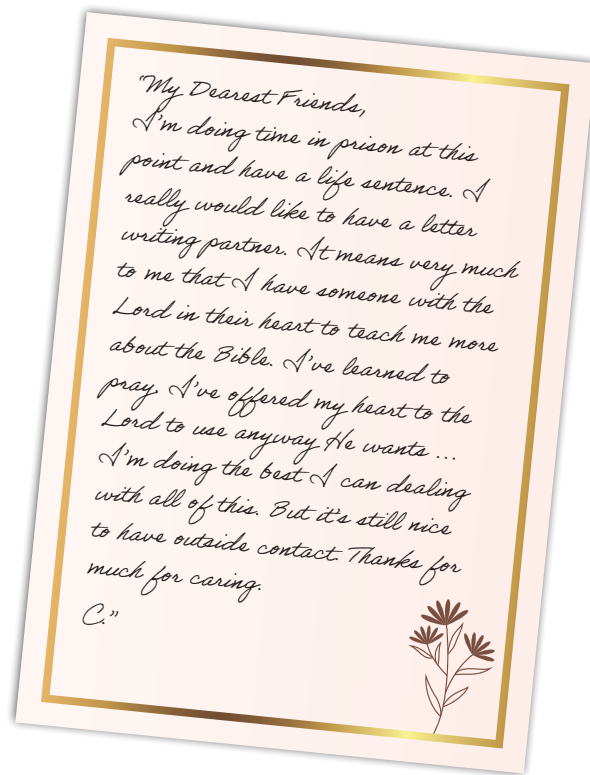 “My Dearest Friends,
I’m doing time in prison at this
point and have a life sentence. I
really would like to have a letter
writing partner. It means very much
to me that I have someone with the
Lord in their heart to teach me more
about the Bible. I’ve learned to
pray. I’ve offered my heart to the
Lord to use anyway He wants ...
I’m doing the best I can dealing
with all of this. But it’s still nice
to have outside contact. Thanks for
much for caring.
C.”